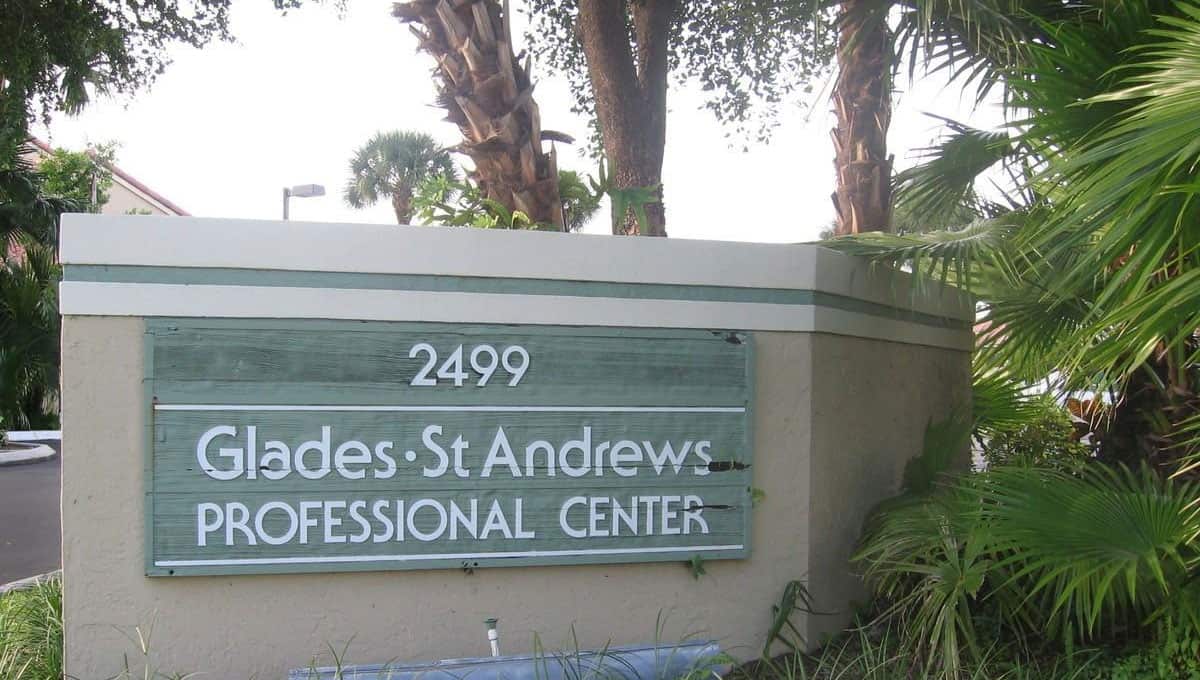 2499
Glades · St Andrews
PROFESSIONAL CENTER